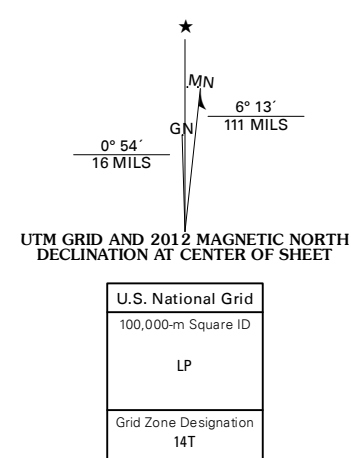 ★
MN
GN
6° 13´
111 MILS
0° 54´
16 MILS
UTM GRID AND 2012 MAGNETIC NORTH
DECLINATION AT CENTER OF SHEET
U.S. National Grid
100,000-m Square ID
LP
Grid Zone Designation
14T